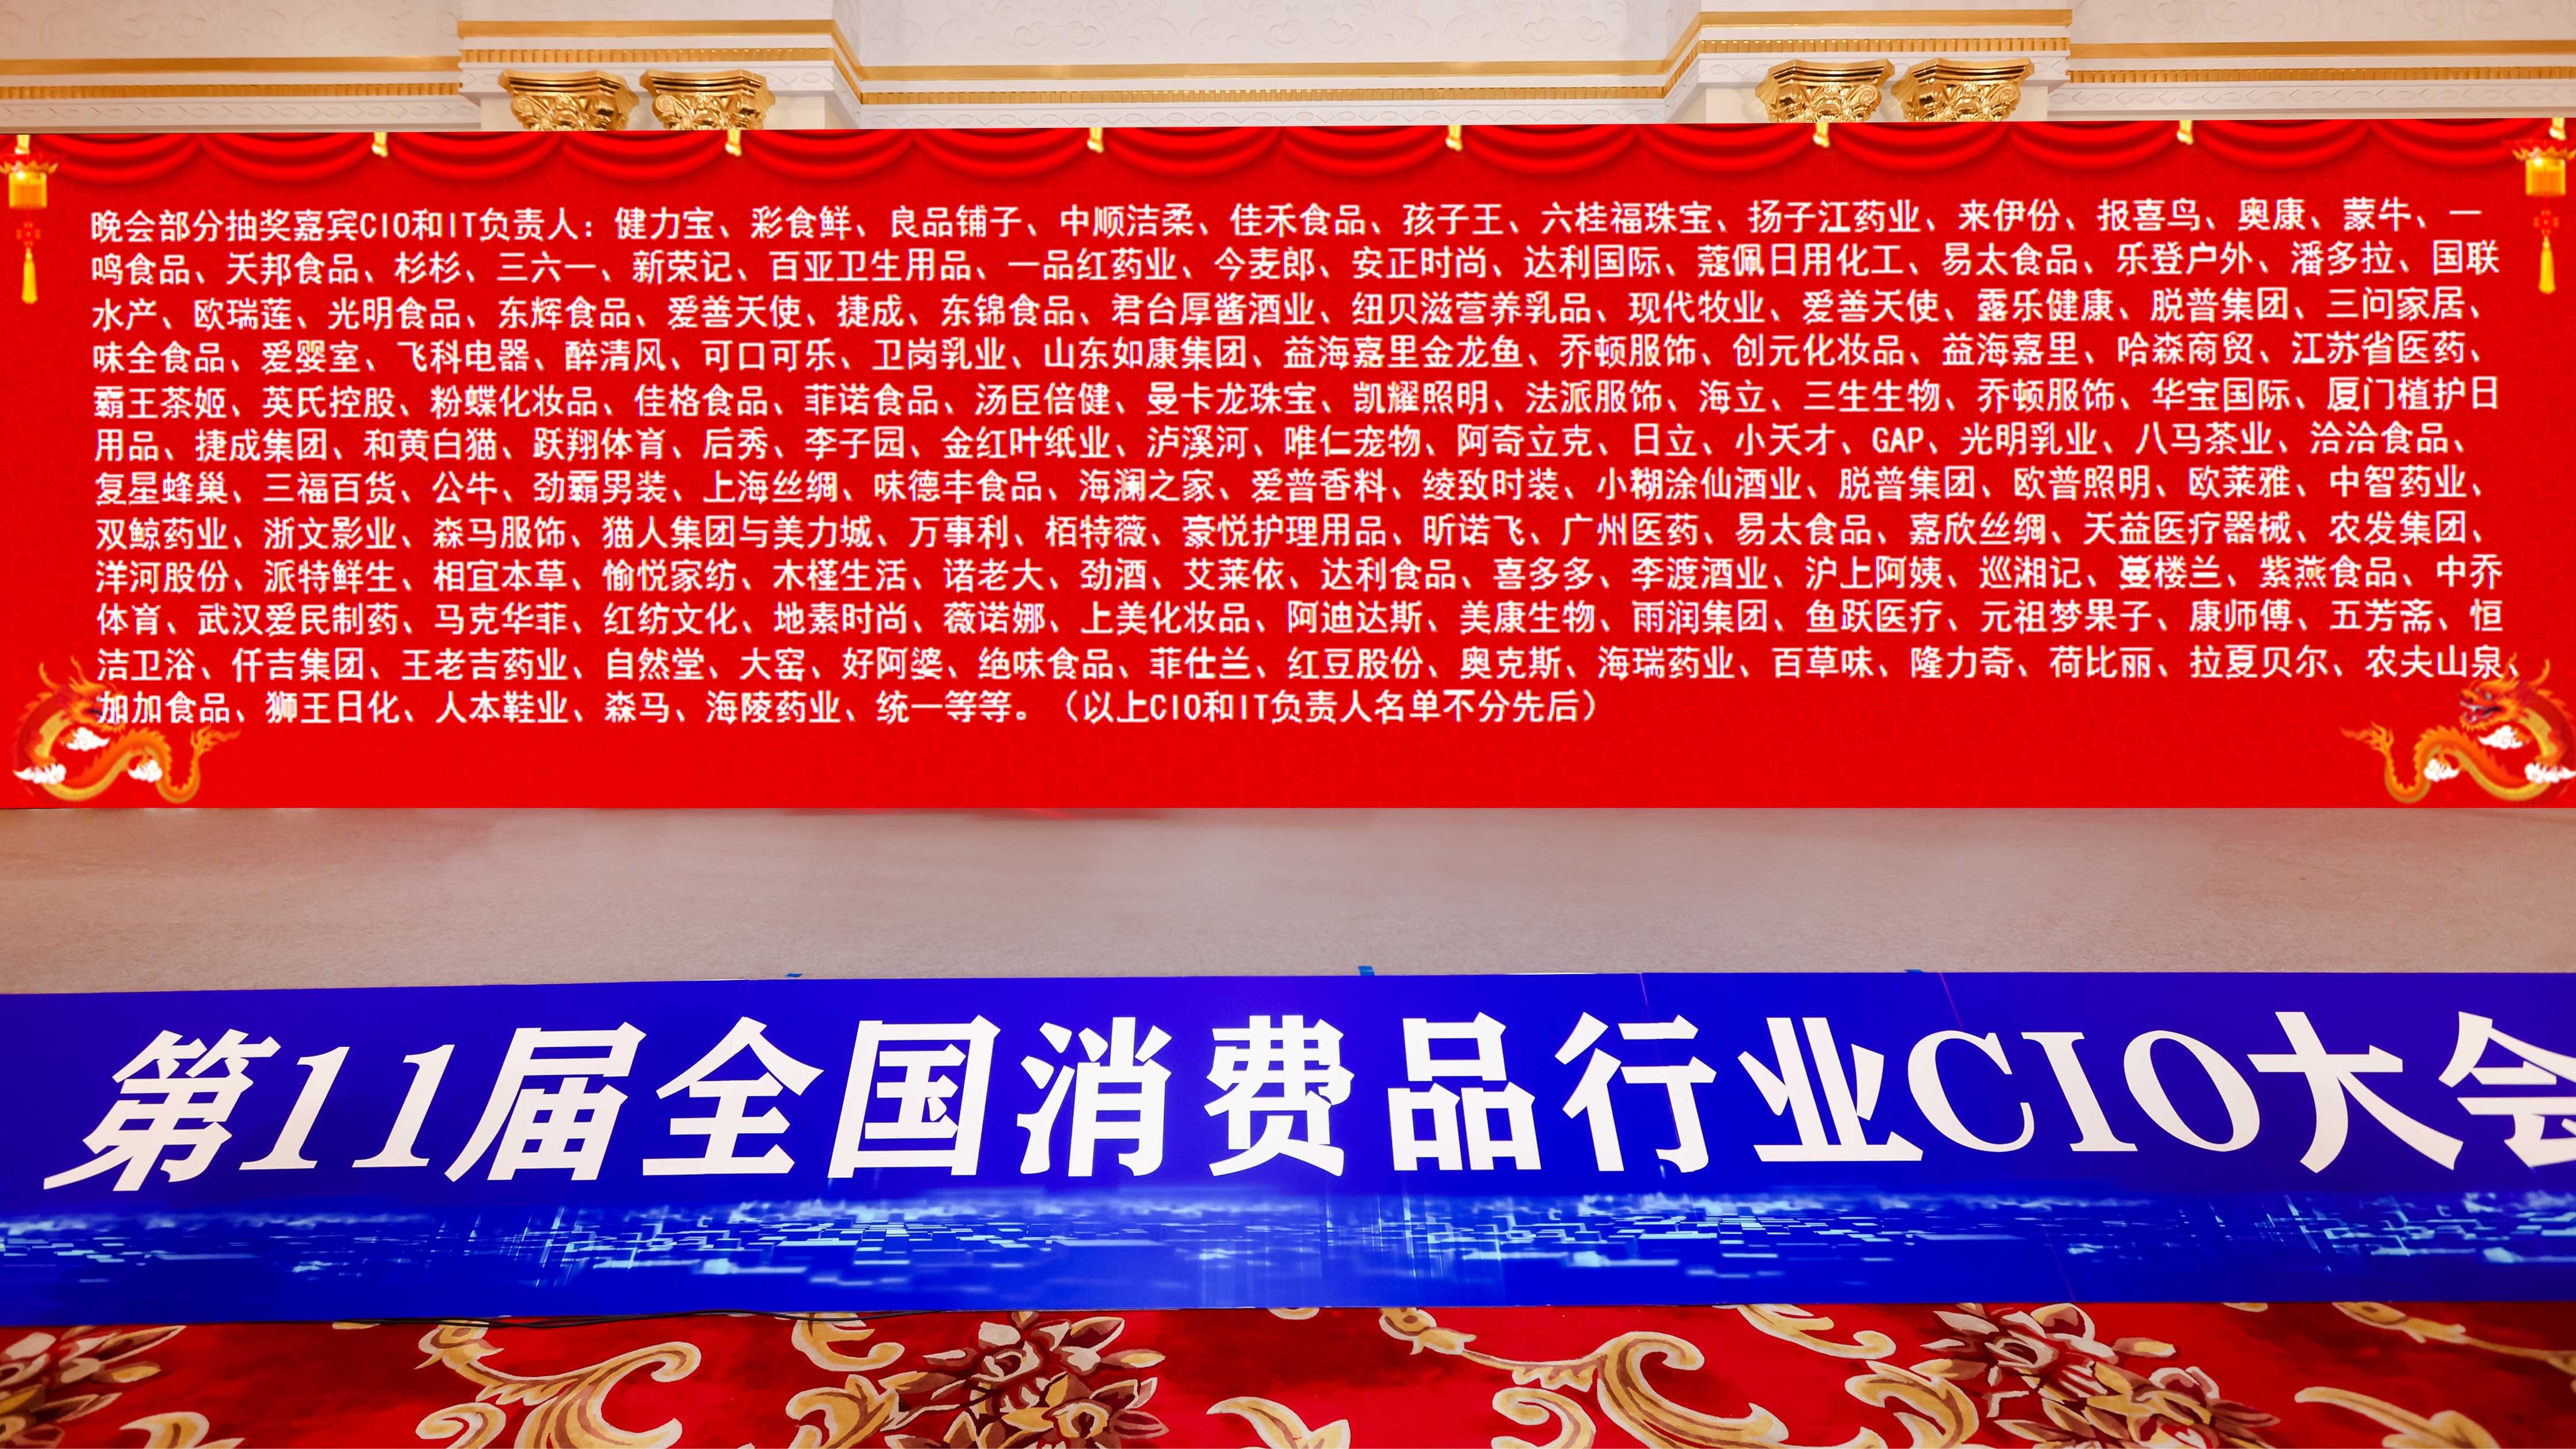 晚会部分抽奖嘉宾CIO和IT负责人：健力宝、彩食鲜、良品铺子、中顺洁柔、佳禾食品、孩子王、六桂福珠宝、扬子江药业、来伊份、报喜鸟、奥康、蒙牛、一
鸣食品、天邦食品、杉杉、三六一、新荣记、百亚卫生用品、一品红药业、今麦郎、安正时尚、达利国际、蔻佩日用化工、易太食品、乐登户外、潘多拉、国联
水产、欧瑞莲、光明食品、东辉食品、爱善天使、捷成、东锦食品、君台厚酱酒业、纽贝滋营养乳品、现代牧业、爱善天使、露乐健康、脱普集团、三问家居、
味全食品、爱婴室、飞科电器、醉清风、可口可乐、卫岗乳业、山东如康集团、益海嘉里金龙鱼、乔顿服饰、创元化妆品、益海嘉里、哈森商贸、江苏省医药、
霸王茶姬、英氏控股、粉蝶化妆品、佳格食品、菲诺食品、汤臣倍健、曼卡龙珠宝、凯耀照明、法派服饰、海立、三生生物、乔顿服饰、华宝国际、厦门植护日
用品、捷成集团、和黄白猫、跃翔体育、后秀、李子园、金红叶纸业、泸溪河、唯仁宠物、阿奇立克、日立、小天才、GAP、光明乳业、八马茶业、洽洽食品、
复星蜂巢、三福百货、公牛、劲霸男装、上海丝绸、味德丰食品、海澜之家、爱普香料、绫致时装、小糊涂仙酒业、脱普集团、欧普照明、欧莱雅、中智药业、
双鲸药业、浙文影业、森马服饰、猫人集团与美力城、万事利、栢特薇、豪悦护理用品、昕诺飞、广州医药、易太食品、嘉欣丝绸、天益医疗器械、农发集团、
洋河股份、派特鲜生、相宜本草、愉悦家纺、木槿生活、诸老大、劲酒、艾莱依、达利食品、喜多多、李渡酒业、沪上阿姨、巡湘记、蔓楼兰、紫燕食品、中乔
体育、武汉爱民制药、马克华菲、红纺文化、地素时尚、薇诺娜、上美化妆品、阿迪达斯、美康生物、雨润集团、鱼跃医疗、元祖梦果子、康师傅、五芳斋、恒
洁卫浴、仟吉集团、王老吉药业、自然堂、大窑、好阿婆、绝味食品、菲仕兰、红豆股份、奥克斯、海瑞药业、百草味、隆力奇、荷比丽、拉夏贝尔、农夫山泉、
加加食品、狮王日化、人本鞋业、森马、海陵药业、统一等等。（以上CIO和IT负责人名单不分先后）
第11届全国消费品行业CIO大会